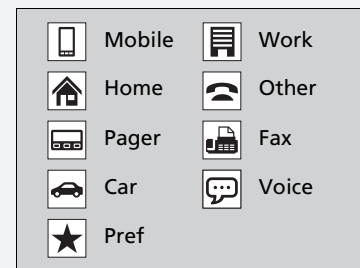 Mobile Work
Home Other
Pager Fax
Car Voice
Pref